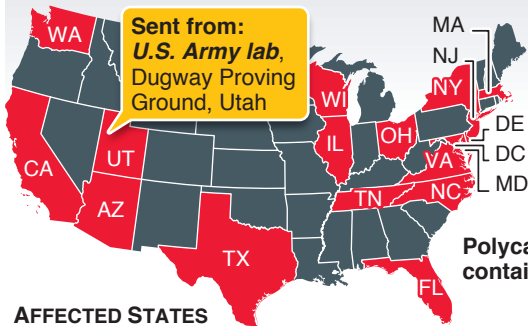 Sent from:
U.S. Army lab,
Dugway Proving
Ground, Utah
WA
MA
NJ
NY
WI
DE
OH
IL
DC
CA
UT
VA
MD
AZ
TN
NC
TX
FL
AFFECTED STATES